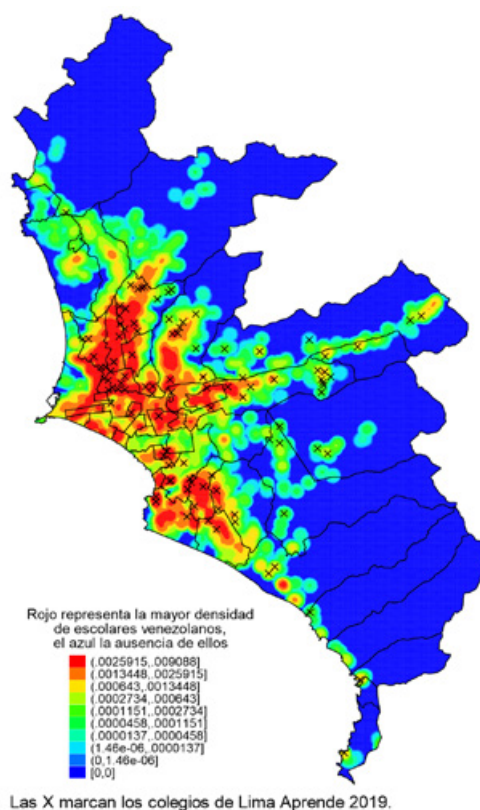 Rojo representa la mayor densidad
de escolares venezolanos,
el azul la ausencia de ellos
(.0025915,.009088]
(.0013448,.0025915]
(.000643,.0013448]
(.0002734,.000643]
(.0001151,.0002734]
(.0000458,.0001151]
(.0000137,.0000458]
(1.46e-06,.0000137]
(0,1.46e-06]
[0,0]
Las X marcan los colegios de Lima Aprende 2019.